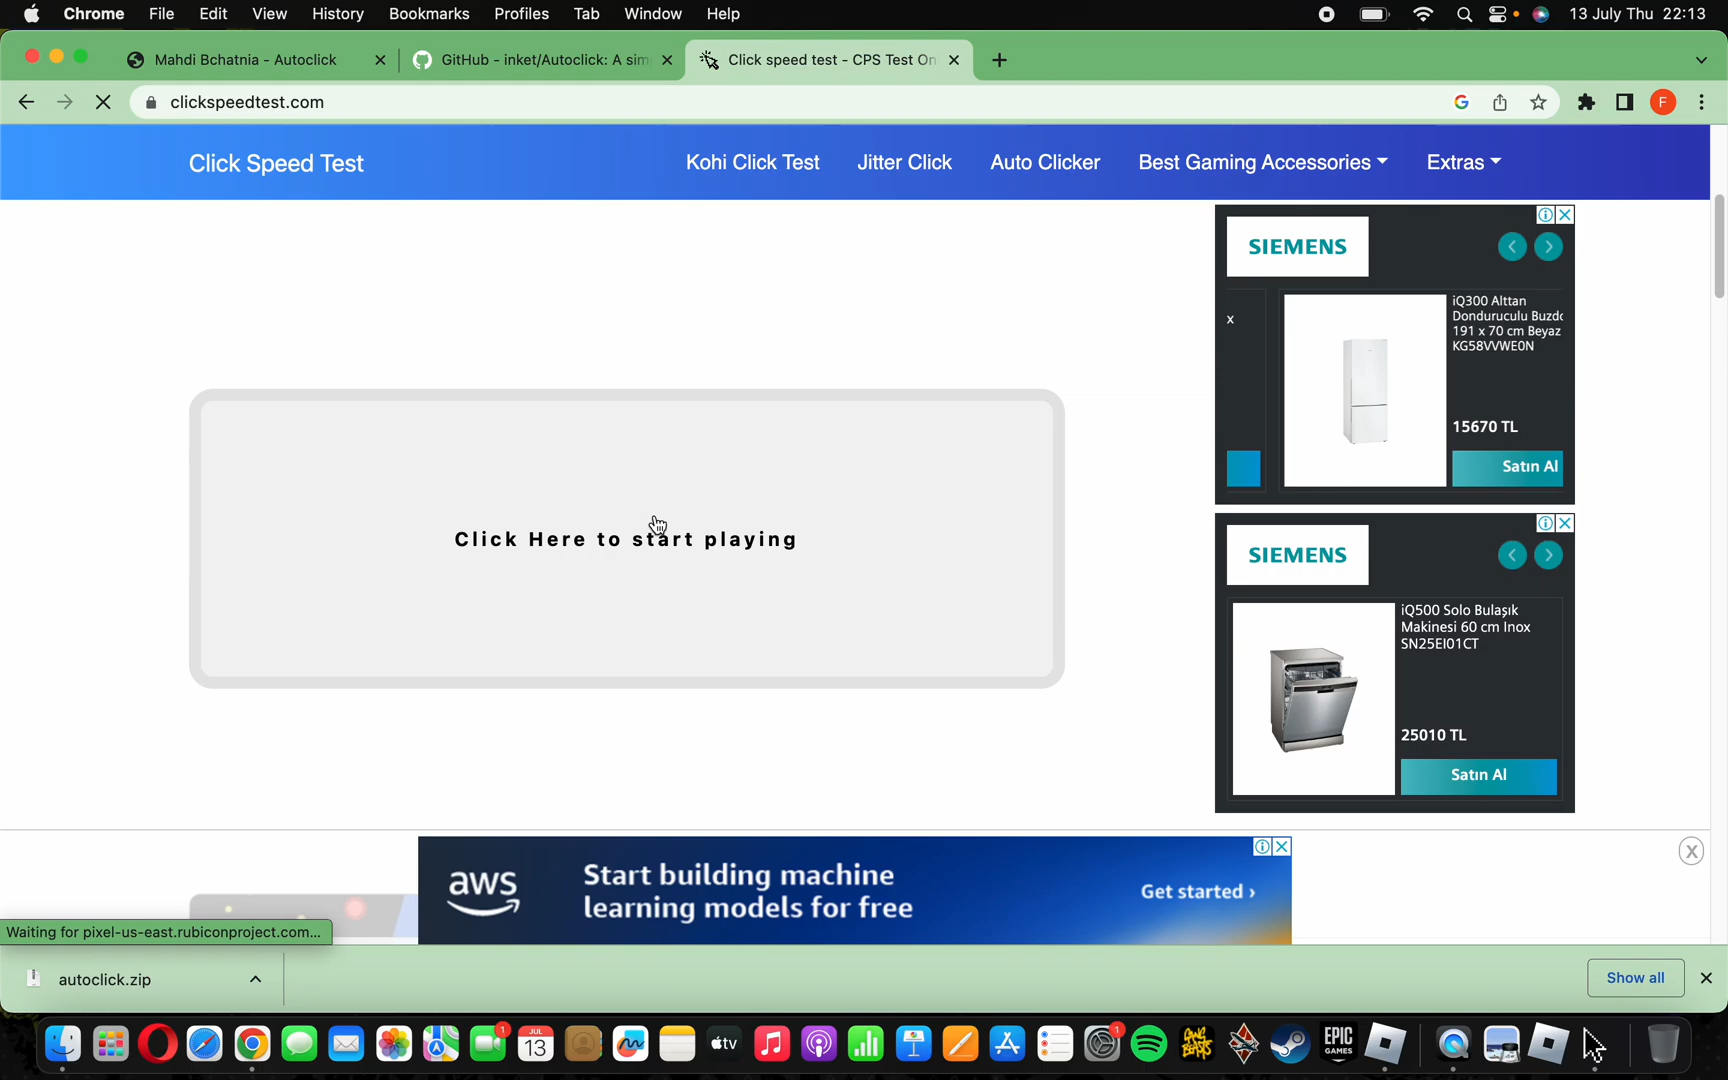 Chrome File Edit View History Bookmarks Profiles Tab Window Help 13 July Thu 22:13
Mahdi Bchatnia - Autoclick
GitHub - inket/Autoclick: A sim
Click speed test - CPS Test On
clickspeedtest.com
F
Click Speed Test
Kohi Click Test
Jitter Click
Auto Clicker
Best Gaming Accessories
Extras
SIEMENS
x
iQ300 Alttan
Donduruculu Buzdo
191 x 70 cm Beyaz
KG58VVWE0N
15670 TL
Satın Al
Click Here to start playing
SIEMENS
iQ500 Solo Bulaşık
Makinesi 60 cm Inox
SN25EI01CT
25010 TL
Satın Al
aws
Start building machine
learning models for free
Get started ›
X
Waiting for pixel-us-east.rubiconproject.com...
autoclick.zip
Show all
1
JUL
13
tv
1
EPIC
GAMES